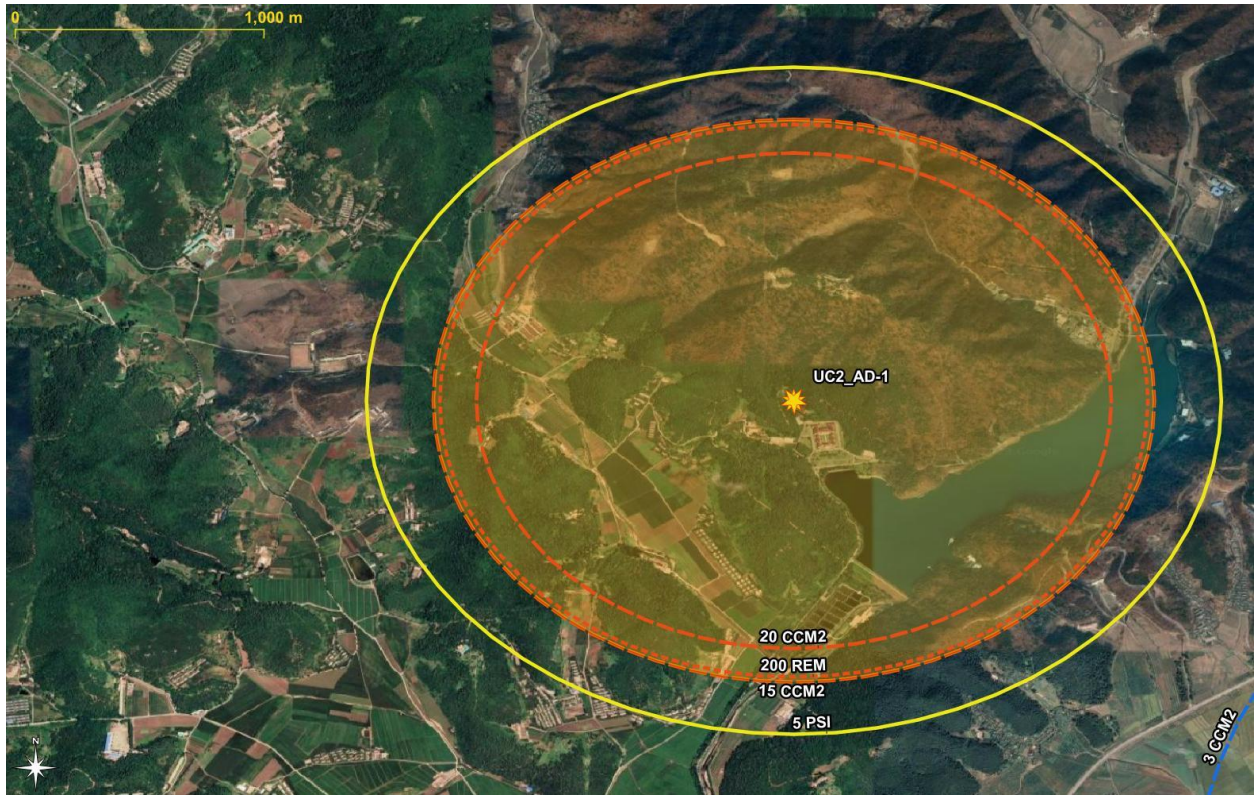 0 1,000 m
UC2_AD-1
20 CCM2
200 REM
15 CCM2
5 PSI
3 CCM2
N